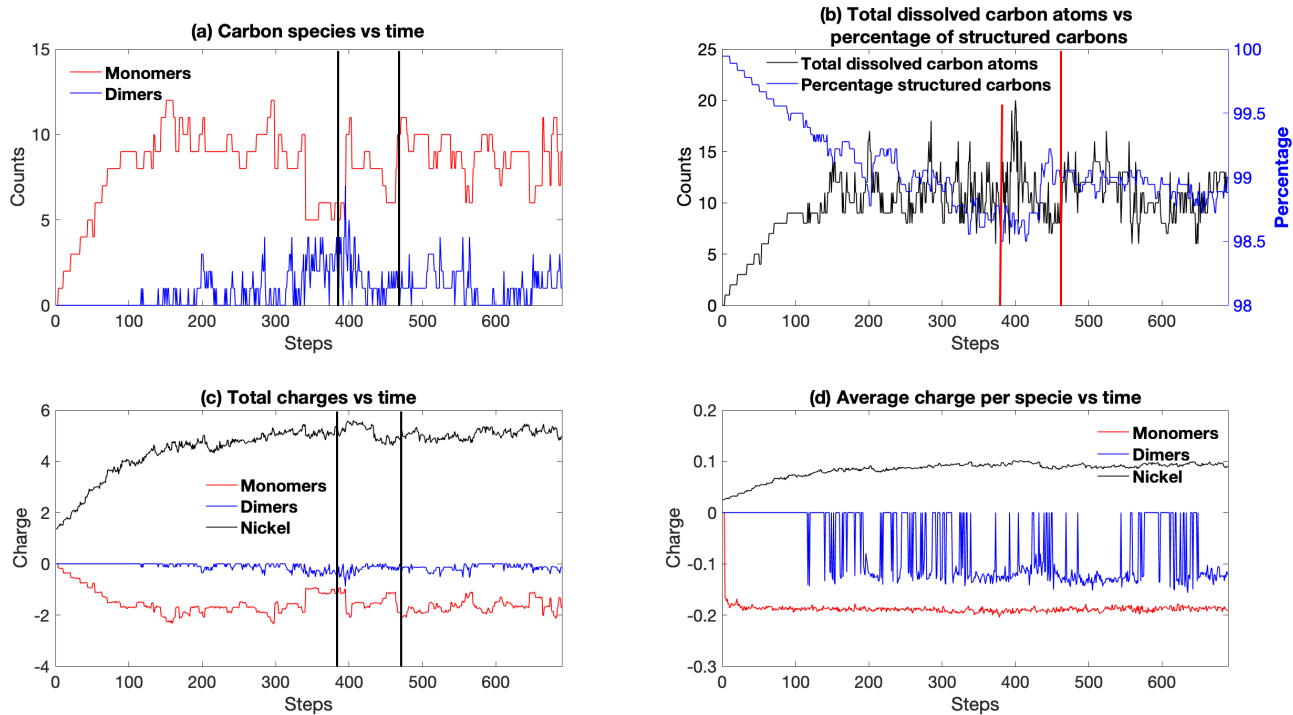 (a) Carbon species vs time
15
10
5
0
Counts
Monomers
Dimers
0 100 200 300 400 500 600
Steps
(b) Total dissolved carbon atoms vs
percentage of structured carbons
25
20
15
10
5
0
Counts
Total dissolved carbon atoms
Percentage structured carbons
100
99.5
99
98.5
98
Percentage
0 100 200 300 400 500 600
Steps
(c) Total charges vs time
6
4
2
0
-2
-4
Charge
Monomers
Dimers
Nickel
0 100 200 300 400 500 600
Steps
(d) Average charge per specie vs time
0.2
0.1
0
-0.1
-0.2
-0.3
Charge
Monomers
Dimers
Nickel
0 100 200 300 400 500 600
Steps